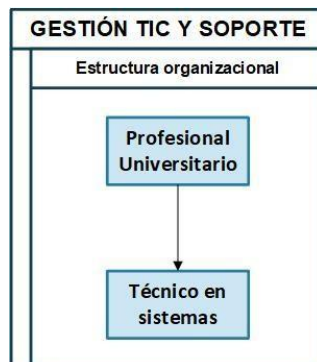 GESTIÓN TIC Y SOPORTE
Estructura organizacional
Profesional
Universitario
Técnico en
sistemas